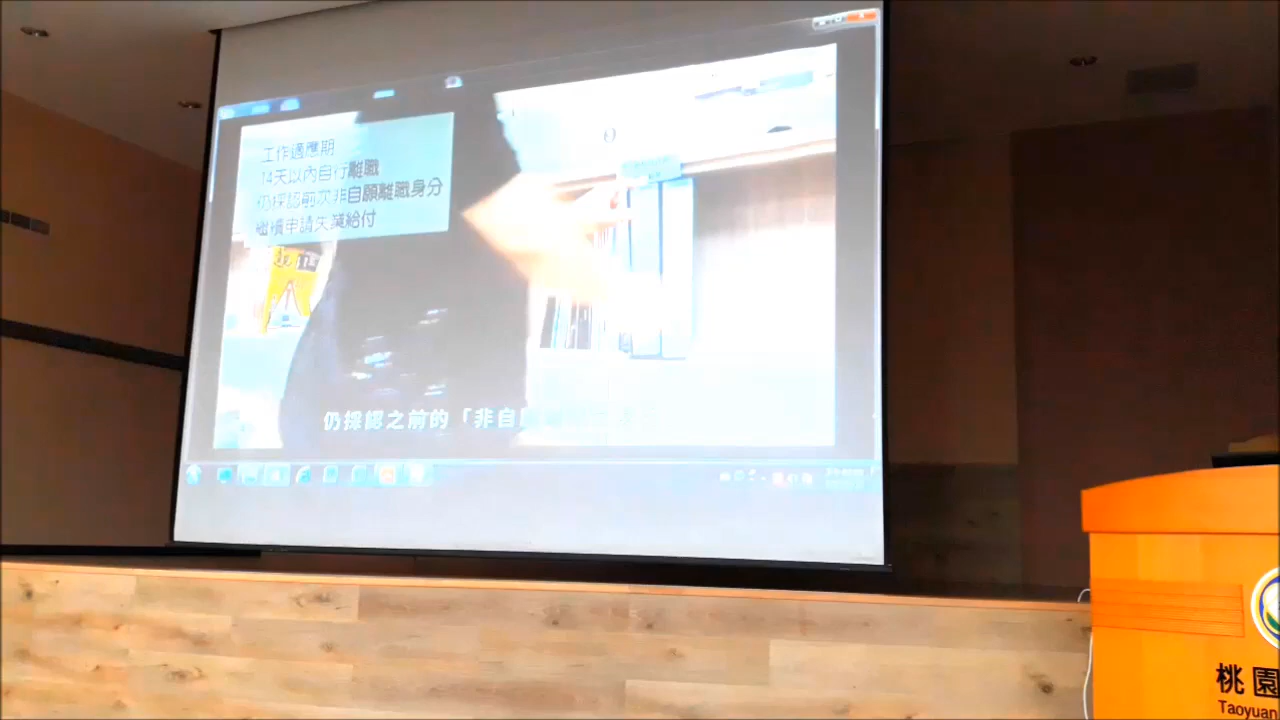 工作適應期
14天以內自行離職
仍採認前次非自願離職身分
繼續申請失業給付
仍採認之前的「非自
桃園
Taoyuan